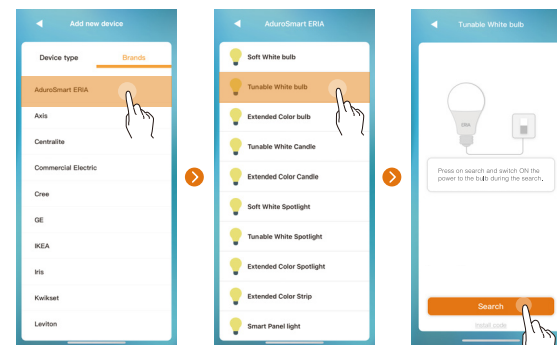 Add new device
Device type
Brands
AduroSmart ERIA
Axis
Centralite
Commercial Electric
Cree
GE
IKEA
Iris
Kwikset
Leviton
AduroSmart ERIA
Soft White bulb
Tunable White bulb
Extended Color bulb
Tunable White Candle
Extended Color Candle
Soft White Spotlight
Tunable White Spotlight
Extended Color Spotlight
Extended Color Strip
Smart Panel light
Tunable White bulb
Press on search and switch ON the
power to the bulb during the search.
Search
Install code